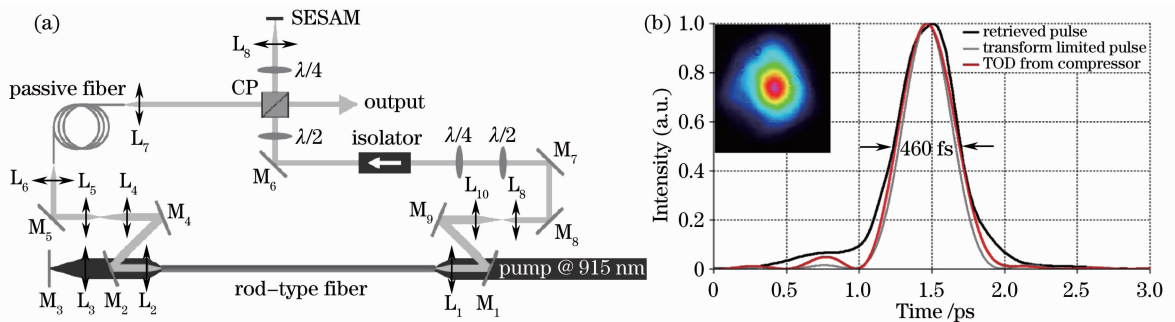 (a)
SESAM
L₈
λ/4
CP
passive fiber
output
L₇
λ/2
isolator
λ/4
λ/2
M₇
M₆
L₆
L₅
L₄
L₁₀
L₈
M₅
M₄
M₉
M₈
pump @ 915 nm
rod-type fiber
M₃
L₃
M₂
L₂
L₁
M₁
(b)
retrieved pulse
transform limited pulse
TOD from compressor
460 fs
Intensity (a.u.)
1.0
0.8
0.6
0.4
0.2
0
0
0.5
1.0
1.5
2.0
2.5
3.0
Time /ps